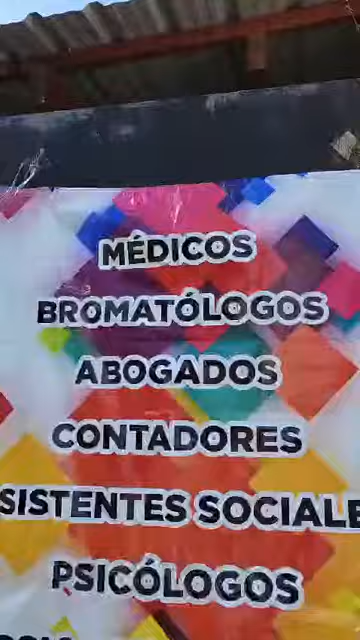 MÉDICOS
BROMATÓLOGOS
ABOGADOS
CONTADORES
SISTENTES SOCIALE
PSICÓLOGOS